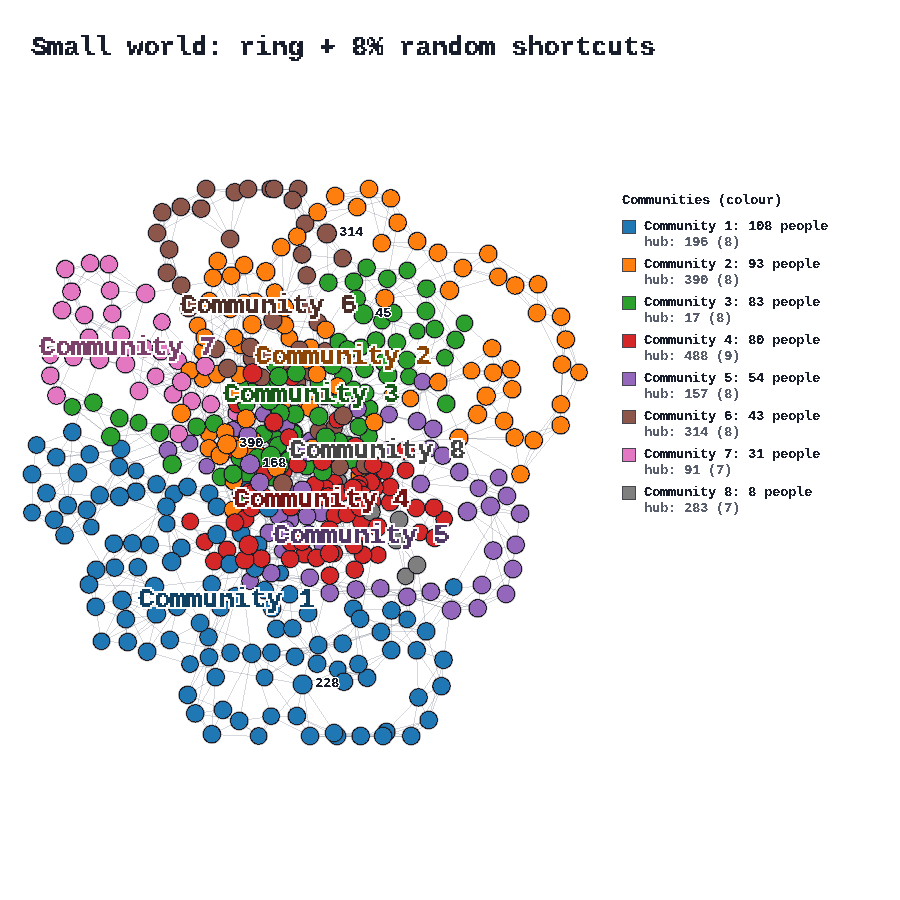 Small world: ring + 8% random shortcuts
Communities (colour)
Community 1: 108 people
hub: 196 (8)
Community 2: 93 people
hub: 390 (8)
Community 3: 83 people
hub: 17 (8)
Community 4: 80 people
hub: 488 (9)
Community 5: 54 people
hub: 157 (8)
Community 6: 43 people
hub: 314 (8)
Community 7: 31 people
hub: 91 (7)
Community 8: 8 people
hub: 283 (7)
314
Community 6
45
Community 7
Community 2
Community 3
390
Community 8
168
Community 4
Community 5
Community 1
228